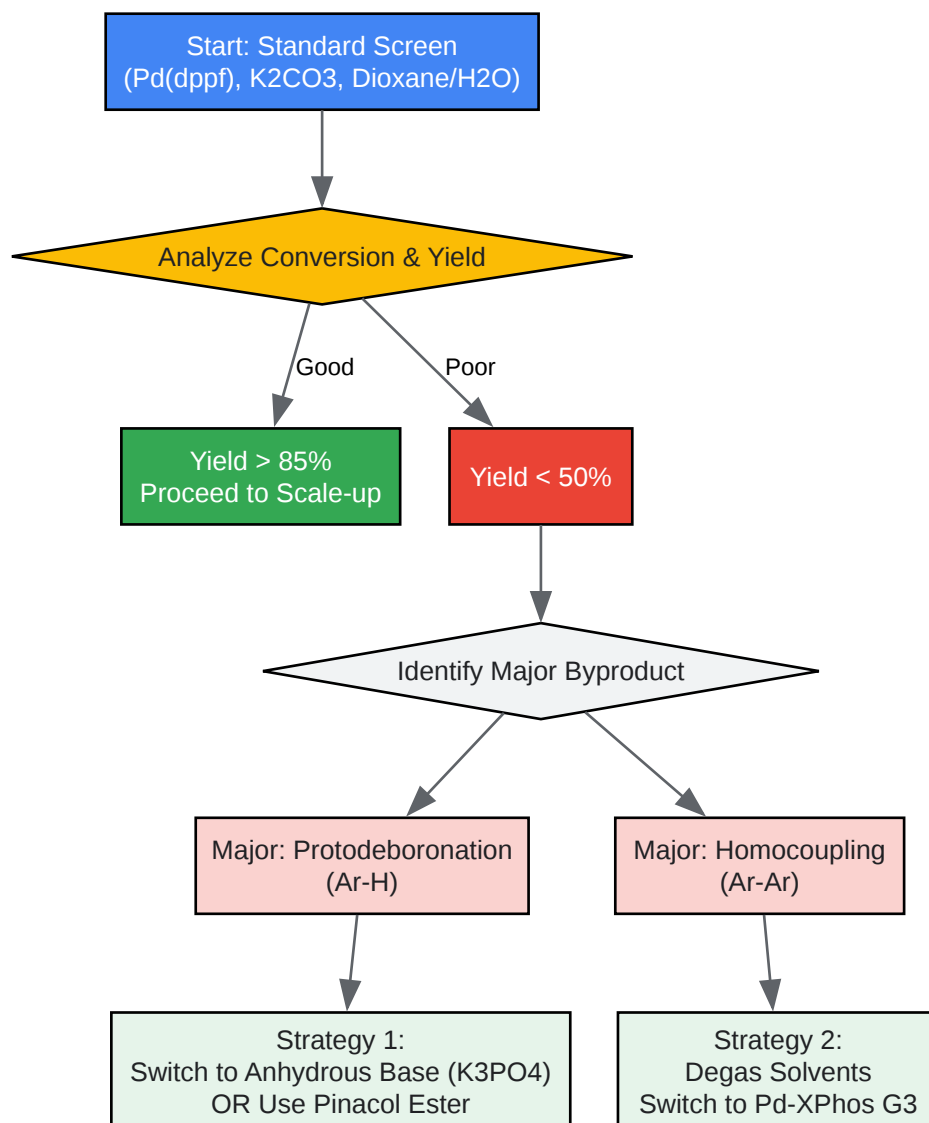 Start: Standard Screen
(Pd(dppf), K2CO3, Dioxane/H2O)
Analyze Conversion & Yield
Good
Poor
Yield > 85%
Proceed to Scale-up
Yield < 50%
Identify Major Byproduct
Major: Protodeboronation
(Ar-H)
Major: Homocoupling
(Ar-Ar)
Strategy 1:
Switch to Anhydrous Base (K3PO4)
OR Use Pinacol Ester
Strategy 2:
Degas Solvents
Switch to Pd-XPhos G3